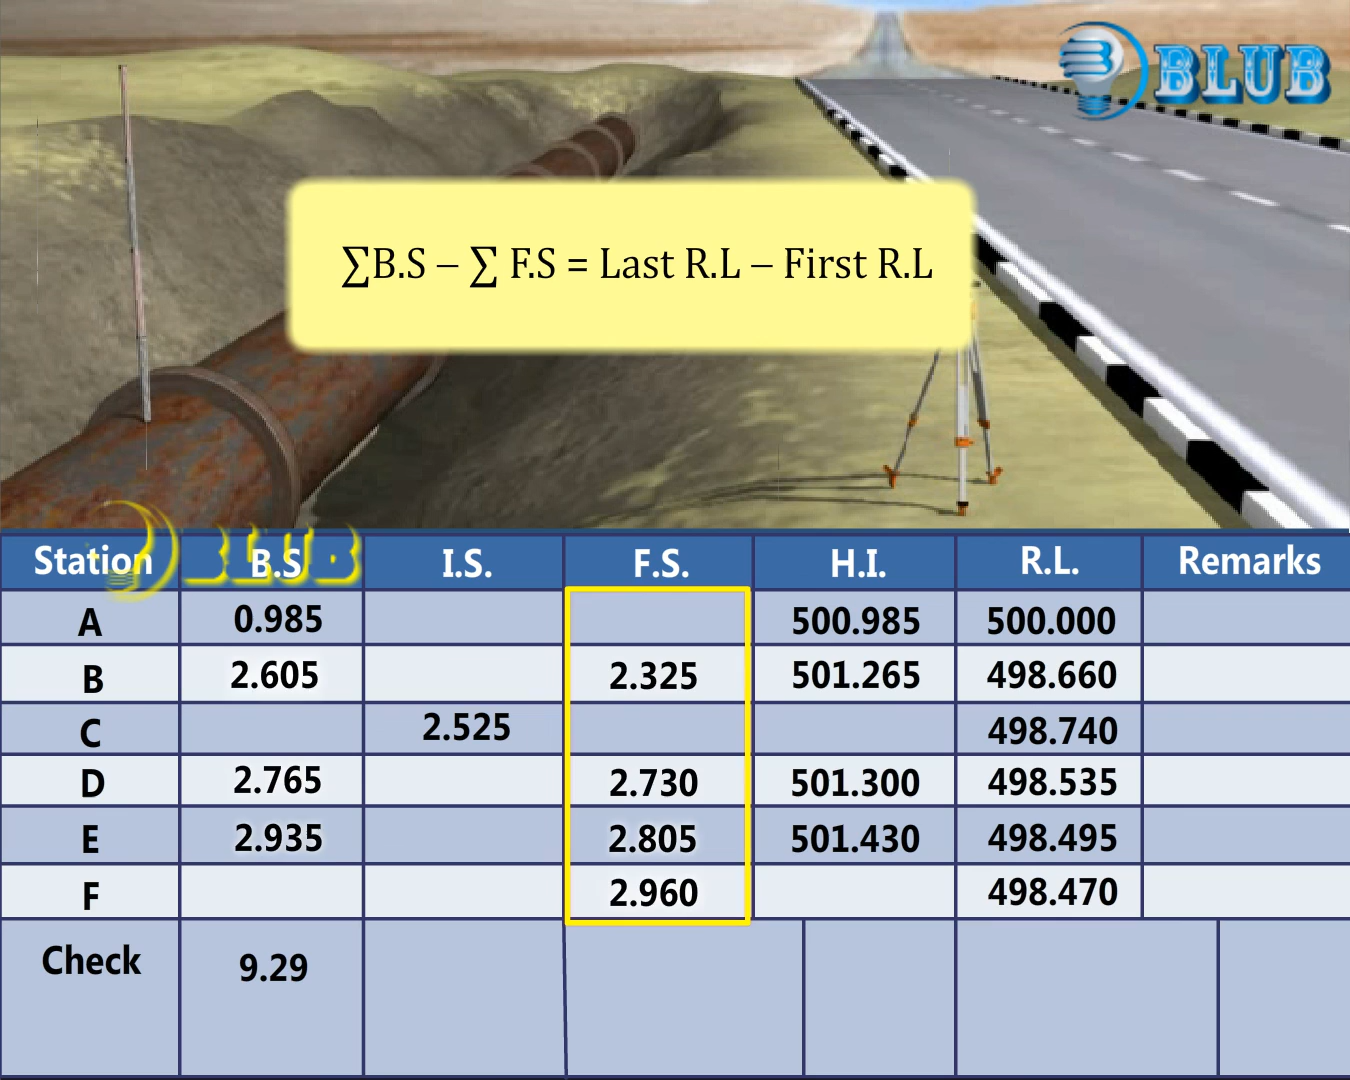 BLUB
∑B.S – ∑ F.S = Last R.L – First R.L
BLUB
Station B.S I.S. F.S. H.I. R.L. Remarks
A 0.985 500.985 500.000
B 2.605 2.325 501.265 498.660
C 2.525 498.740
D 2.765 2.730 501.300 498.535
E 2.935 2.805 501.430 498.495
F 2.960 498.470
Check 9.29